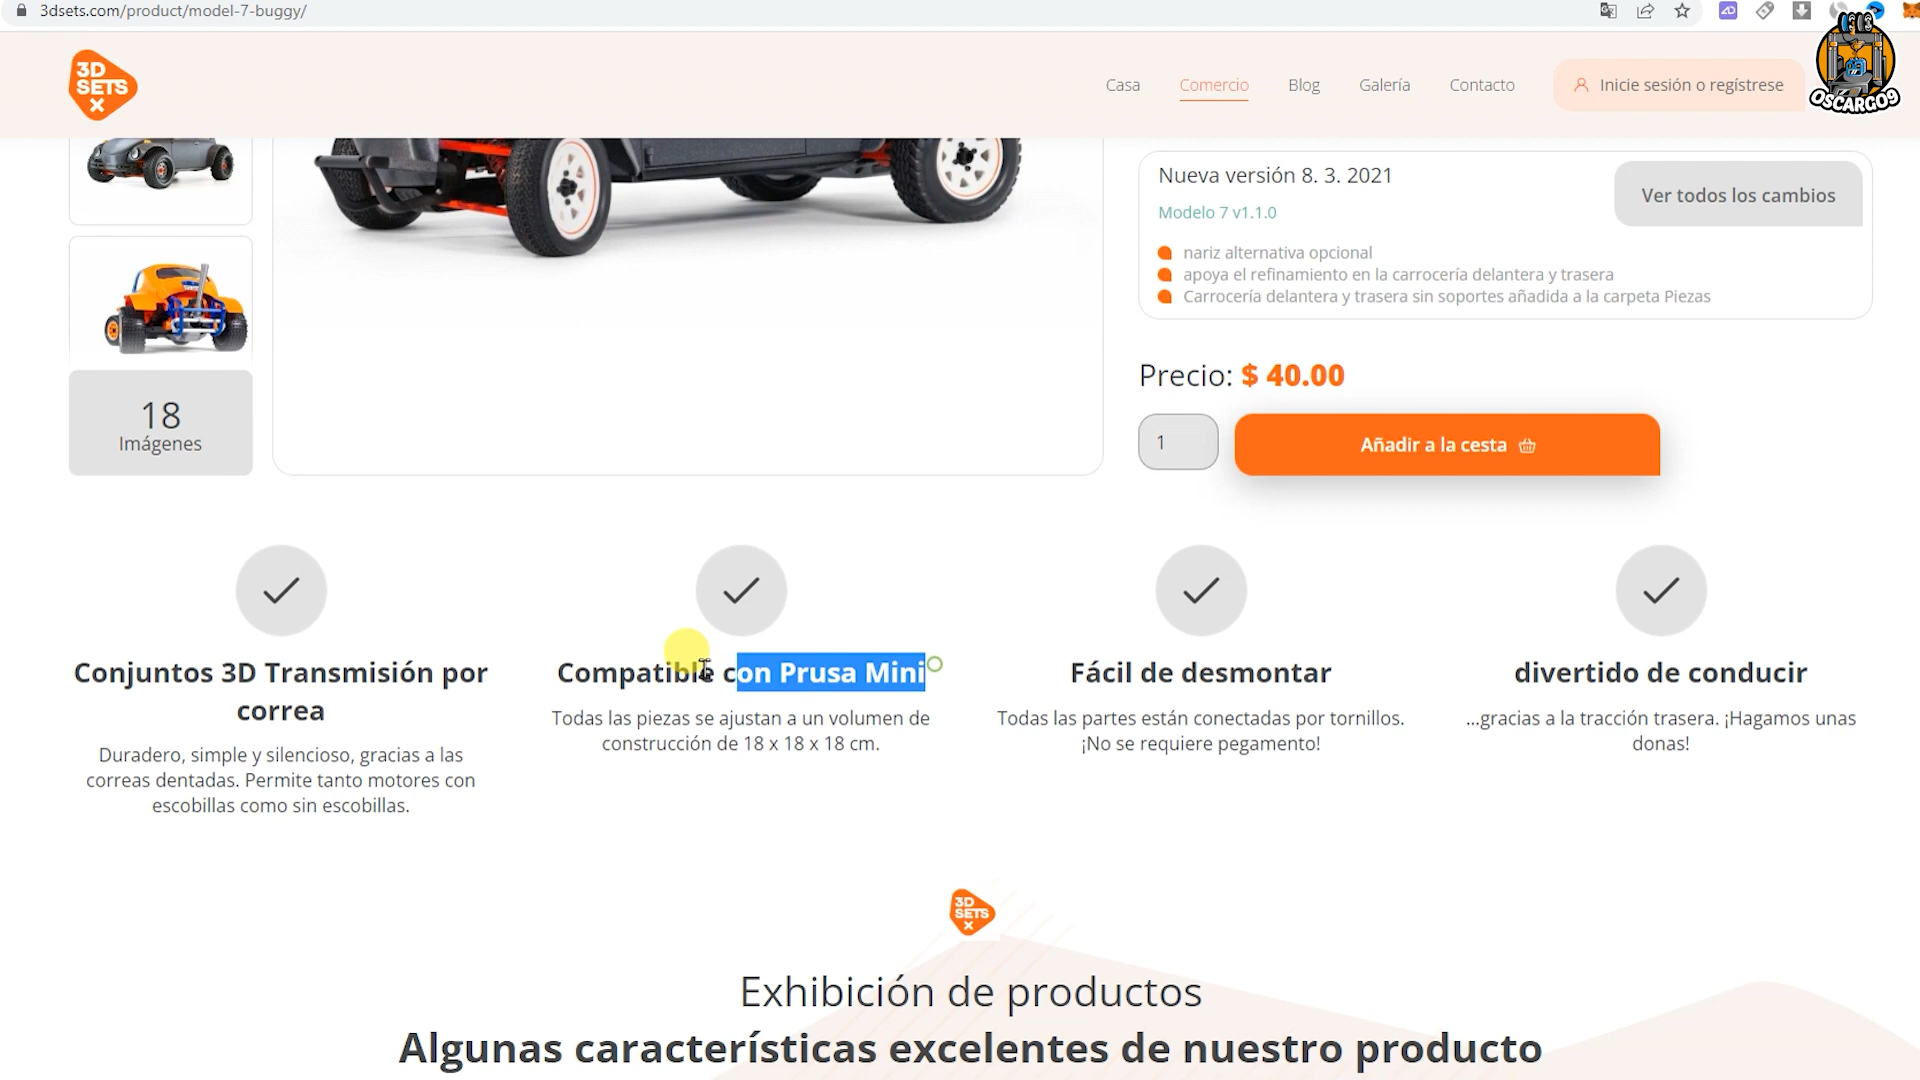 3dsets.com/product/model-7-buggy/
3D
SETS
X
Casa
Comercio
Blog
Galería
Contacto
Inicie sesión o regístrese
OSCARGO9
Nueva versión 8. 3. 2021
Ver todos los cambios
Modelo 7 v1.1.0
nariz alternativa opcional
apoya el refinamiento en la carrocería delantera y trasera
Carrocería delantera y trasera sin soportes añadida a la carpeta Piezas
18
Imágenes
Precio: $ 40.00
1
Añadir a la cesta
Conjuntos 3D Transmisión por
correa
Duradero, simple y silencioso, gracias a las
correas dentadas. Permite tanto motores con
escobillas como sin escobillas.
Compatible con Prusa Mini
Todas las piezas se ajustan a un volumen de
construcción de 18 x 18 x 18 cm.
Fácil de desmontar
Todas las partes están conectadas por tornillos.
¡No se requiere pegamento!
divertido de conducir
...gracias a la tracción trasera. ¡Hagamos unas
donas!
3D
SETS
X
Exhibición de productos
Algunas características excelentes de nuestro producto